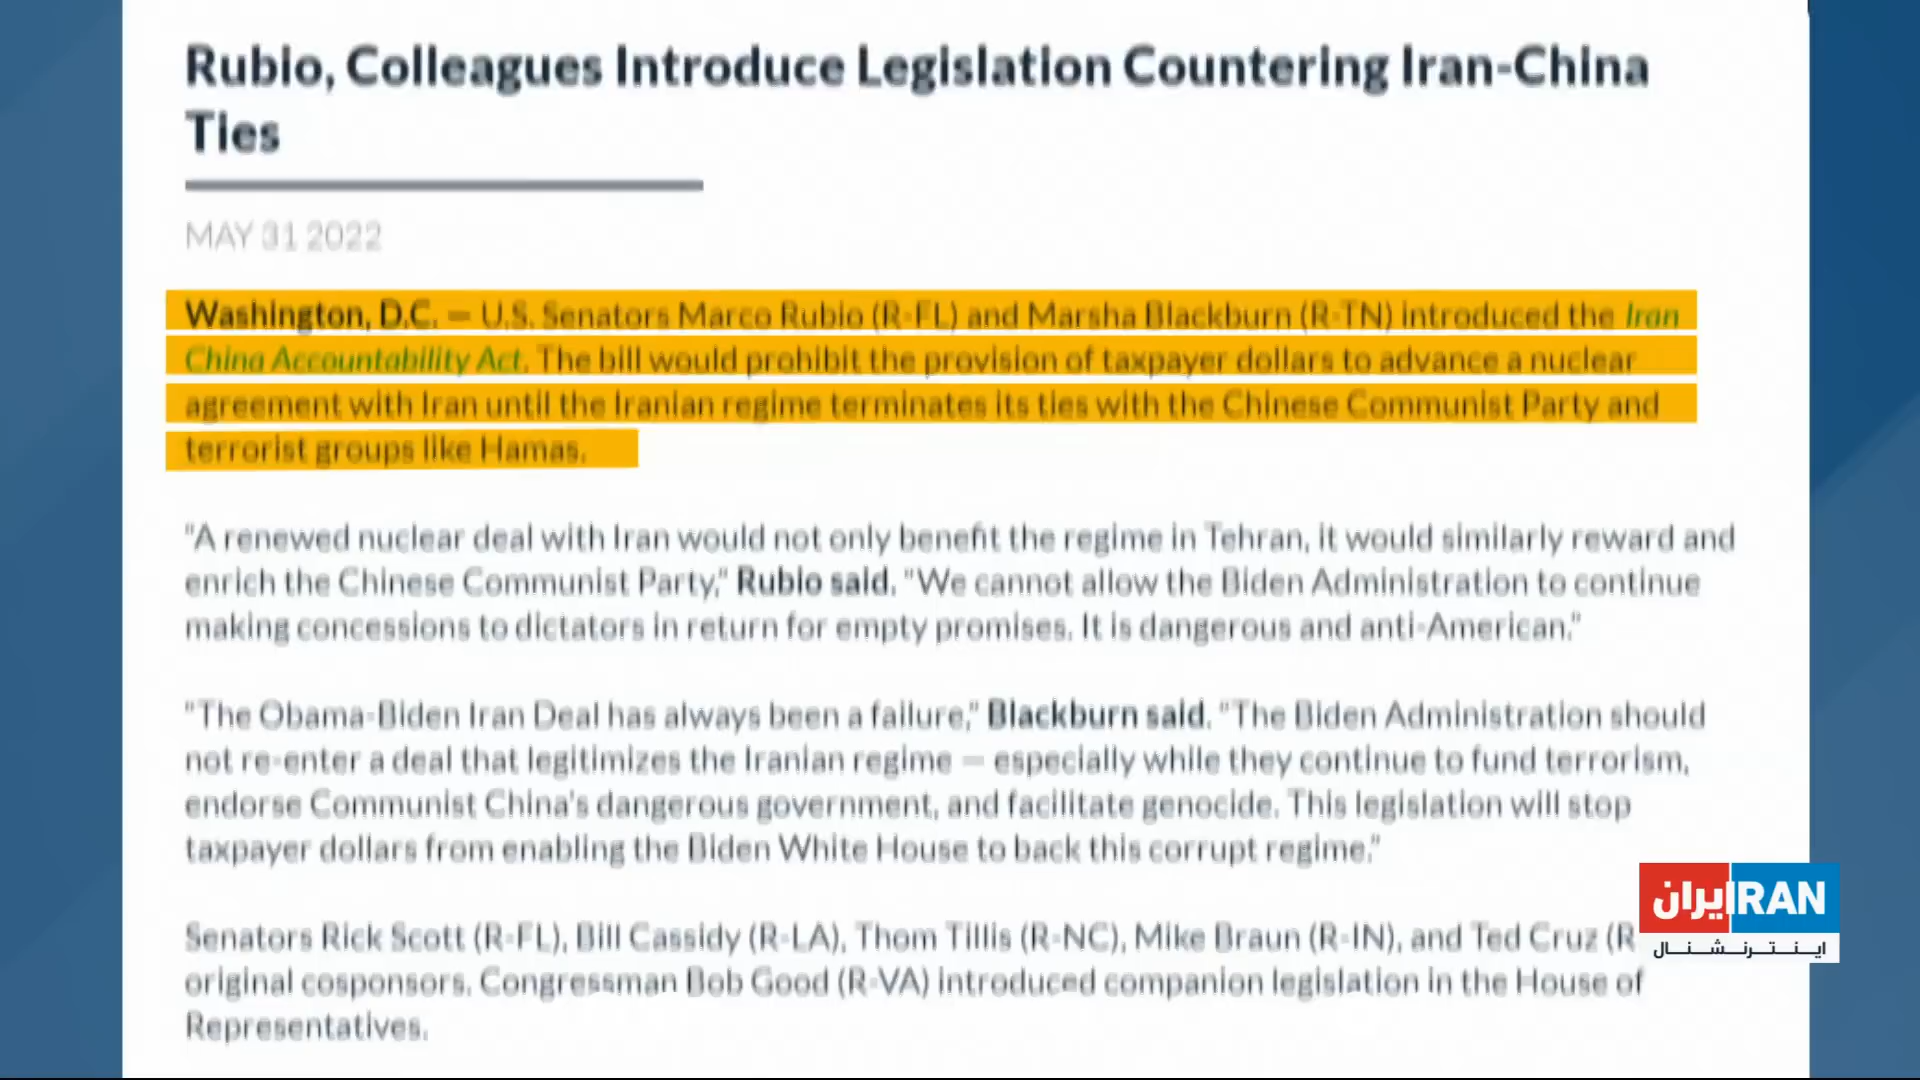 Rubio, Colleagues Introduce Legislation Countering Iran-China
Ties
MAY 31 2022
Washington, D.C. — U.S. Senators Marco Rubio (R-FL) and Marsha Blackburn (R-TN) introduced the Iran
China Accountability Act. The bill would prohibit the provision of taxpayer dollars to advance a nuclear
agreement with Iran until the Iranian regime terminates its ties with the Chinese Communist Party and
terrorist groups like Hamas.
"A renewed nuclear deal with Iran would not only benefit the regime in Tehran, it would similarly reward and
enrich the Chinese Communist Party," Rubio said. "We cannot allow the Biden Administration to continue
making concessions to dictators in return for empty promises. It is dangerous and anti-American."
"The Obama-Biden Iran Deal has always been a failure," Blackburn said. "The Biden Administration should
not re-enter a deal that legitimizes the Iranian regime — especially while they continue to fund terrorism,
endorse Communist China's dangerous government, and facilitate genocide. This legislation will stop
taxpayer dollars from enabling the Biden White House to back this corrupt regime."
Senators Rick Scott (R-FL), Bill Cassidy (R-LA), Thom Tillis (R-NC), Mike Braun (R-IN), and Ted Cruz (R
original cosponsors. Congressman Bob Good (R-VA) introduced companion legislation in the House of
Representatives.
ایران IRAN
اینترنشنال